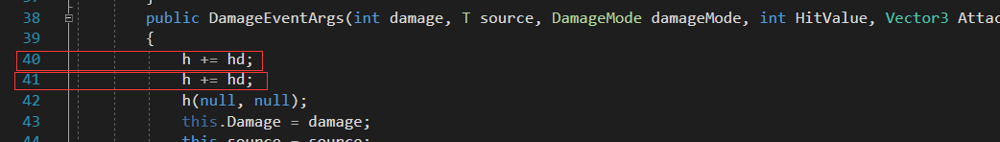 38 public DamageEventArgs(int damage, T source, DamageMode damageMode, int HitValue, Vector3 Attac
39 {
40 h += hd;
41 h += hd;
42 h(null, null);
43 this.Damage = damage;
44 this.source = source;